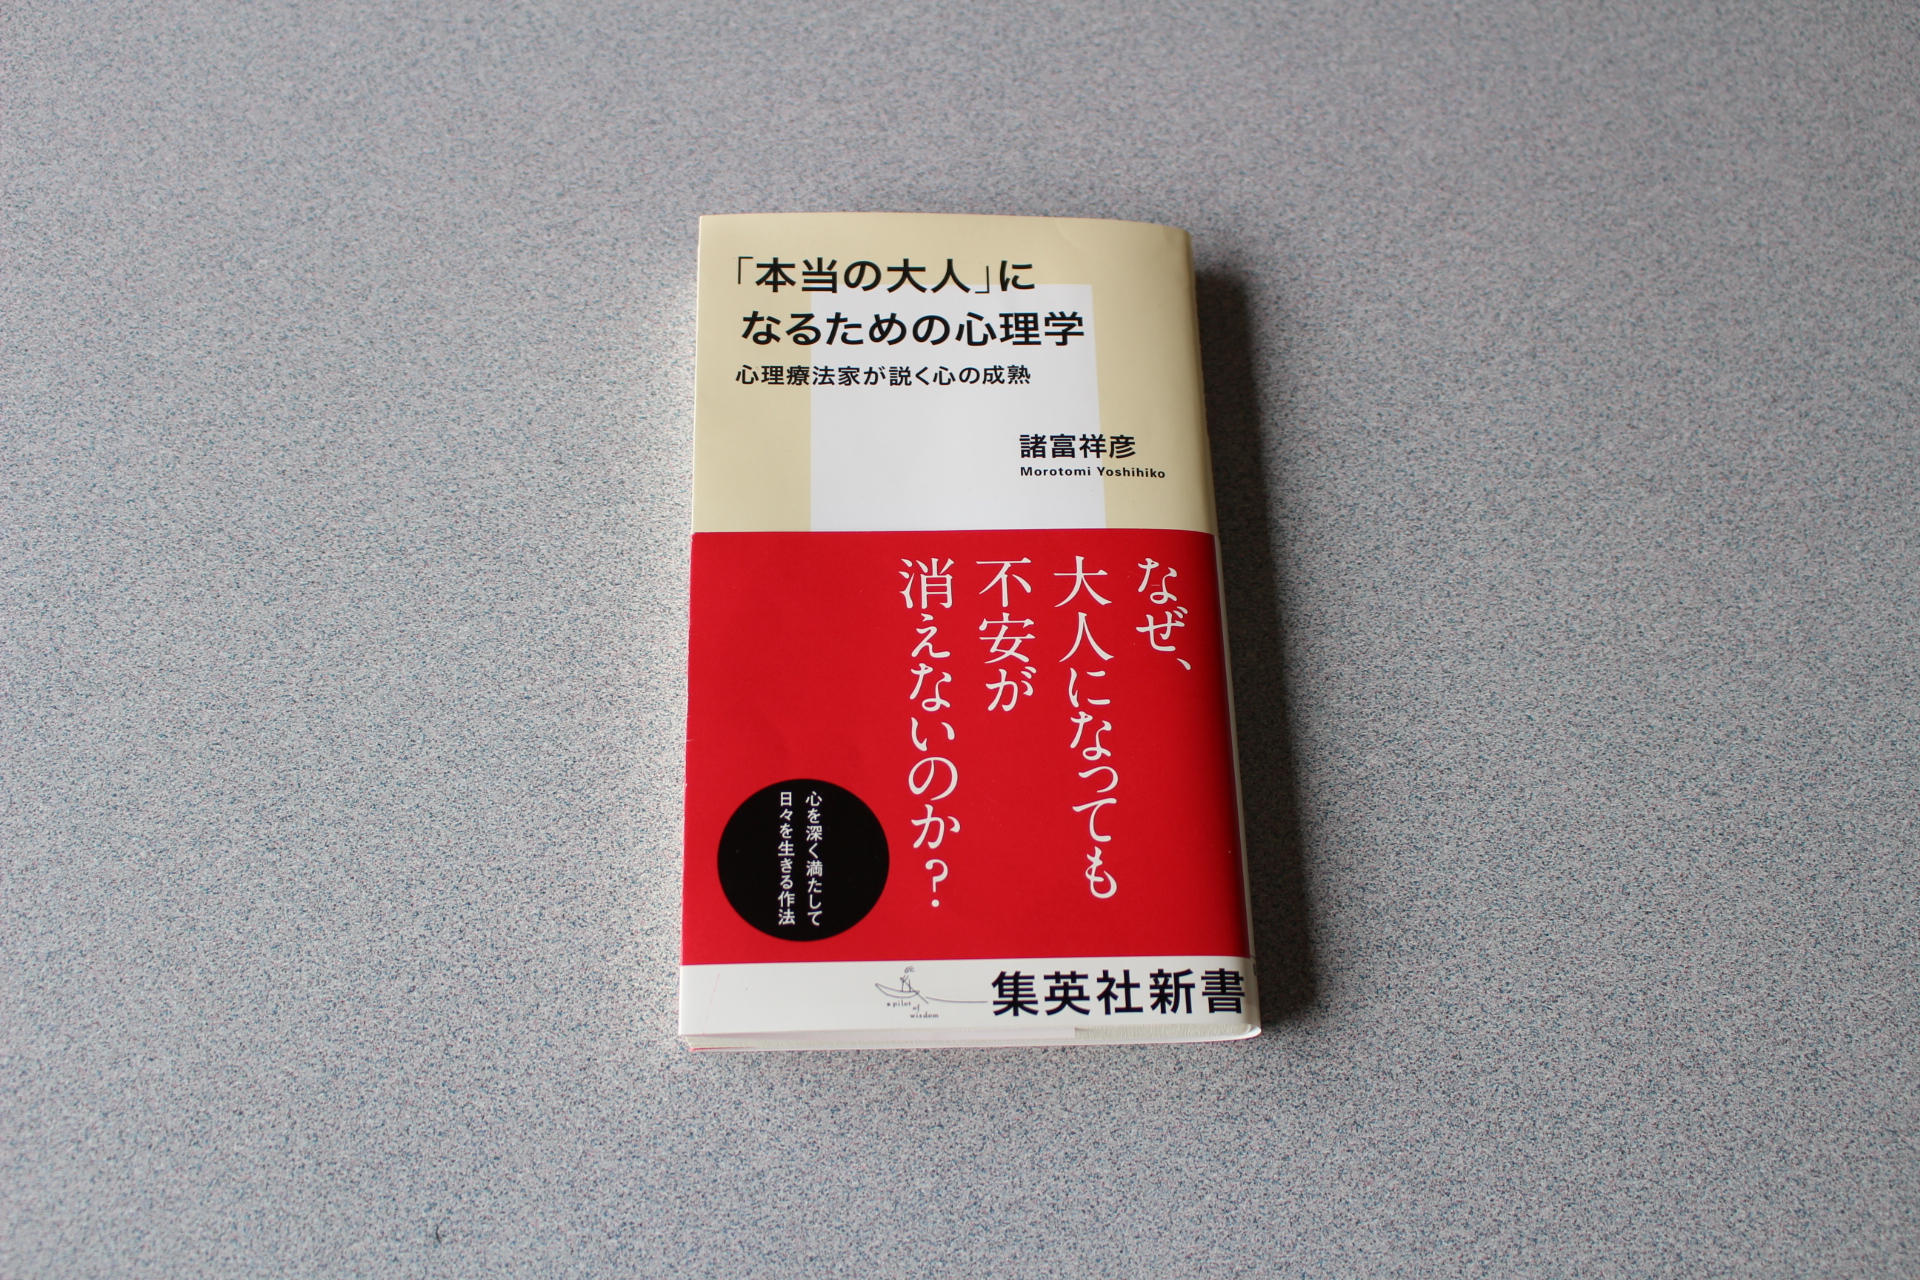 「本当の大人」に
なるための心理学
心理療法家が説く心の成熟
諸富祥彦
Morotomi Yoshihiko
なぜ、
大人になっても
不安が
消えないのか?
心を深く満たして
日々を生きる作法
a pilot
of
wisdom
集英社新書